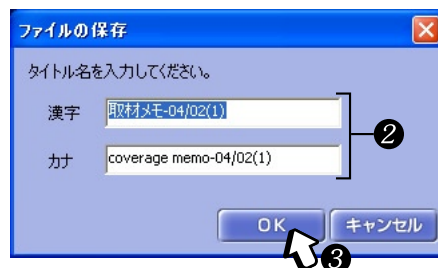 ファイルの保存
タイトル名を入力してください。
漢字 取材メモ-04/02(1)
カナ coverage memo-04/02(1)
2
OK キャンセル
3